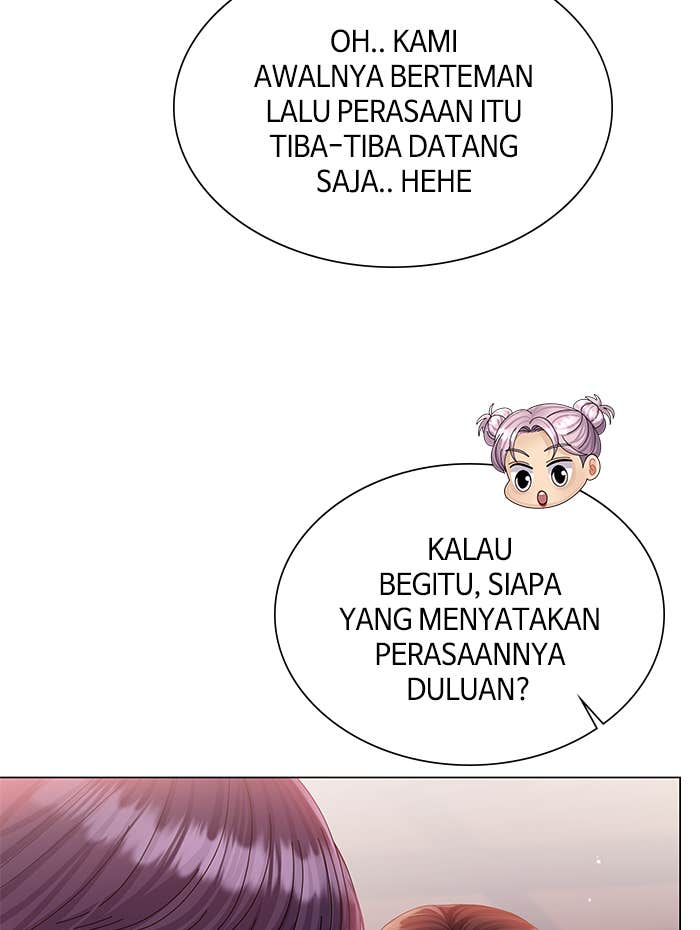 OH.. KAMI
AWALNYA BERTEMAN
LALU PERASAAN ITU
TIBA-TIBA DATANG
SAJA.. HEHE
KALAU
BEGITU, SIAPA
YANG MENYATAKAN
PERASAANNYA
DULUAN?